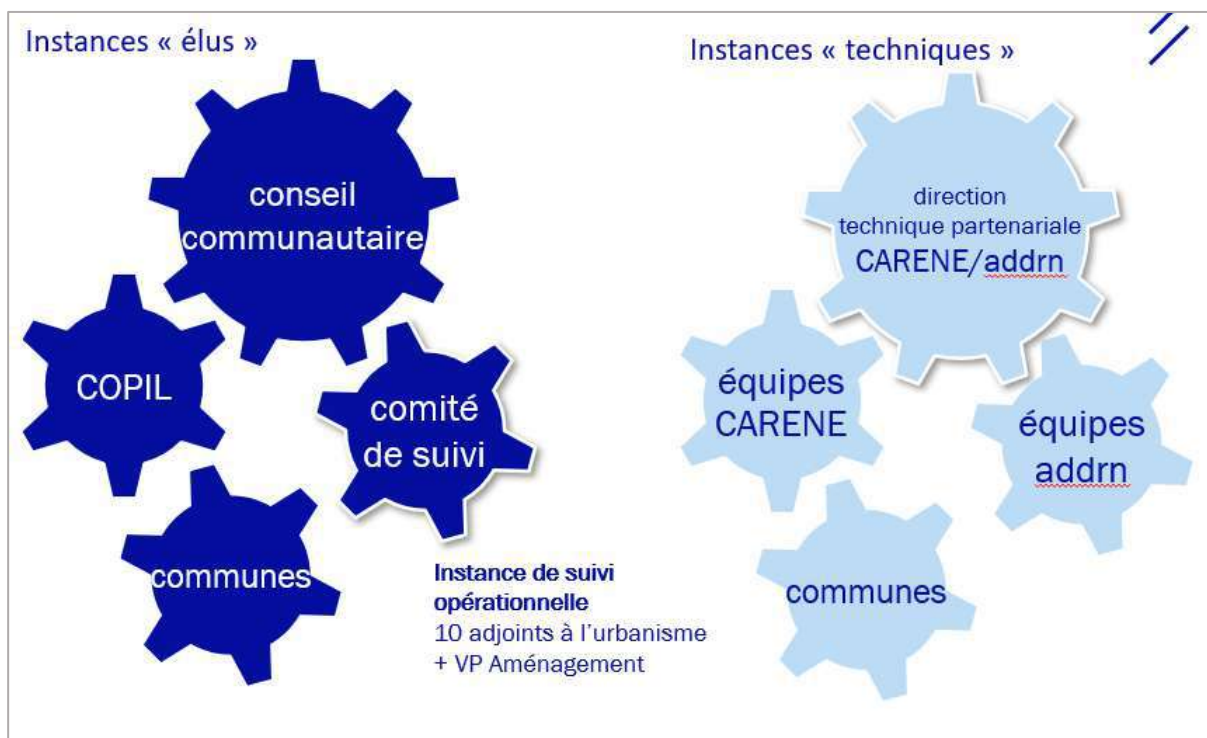 Instances « élus »
conseil
communautaire
COPIL
comité
de suivi
communes
Instance de suivi
opérationnelle
10 adjoints à l'urbanisme
+ VP Aménagement
Instances « techniques »
direction
technique partenariale
CARENE/addrn
équipes
CARENE
équipes
addrn
communes